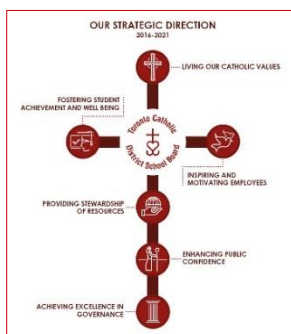 OUR STRATEGIC DIRECTION
2016-2021
LIVING OUR CATHOLIC VALUES
FOSTERING STUDENT
ACHIEVEMENT AND WELL BEING
Toronto Catholic
District School Board
INSPIRING AND
MOTIVATING EMPLOYEES
PROVIDING STEWARDSHIP
OF RESOURCES
ENHANCING PUBLIC
CONFIDENCE
ACHIEVING EXCELLENCE IN
GOVERNANCE